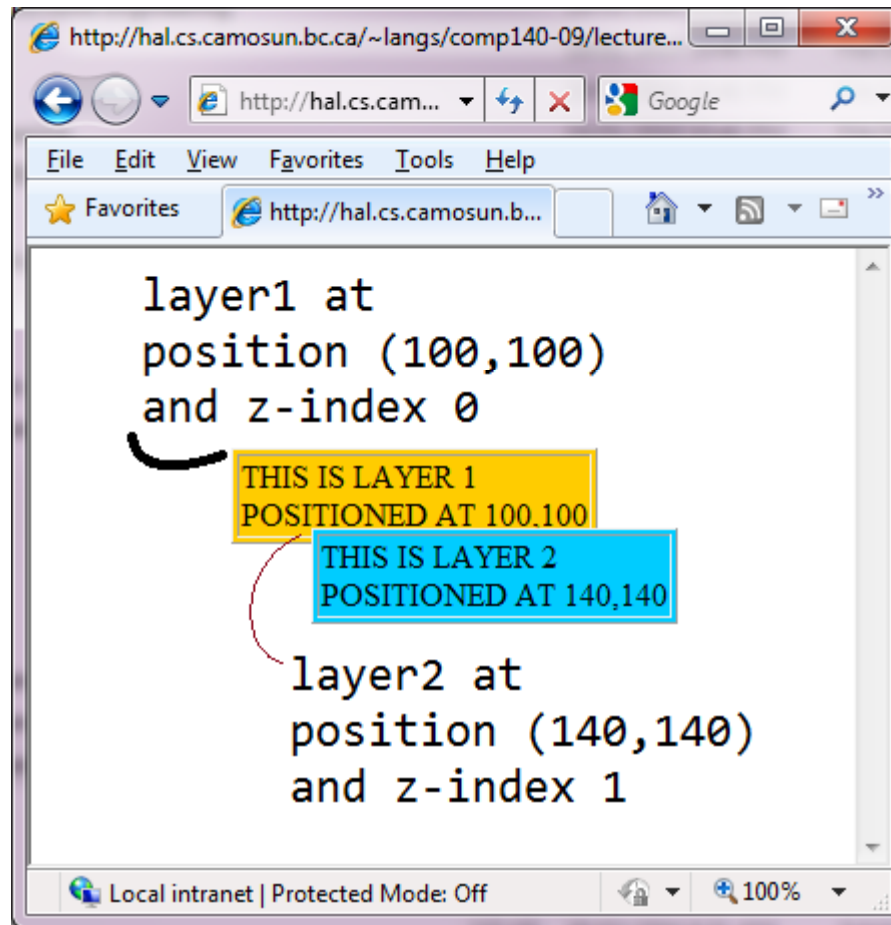 http://hal.cs.camosun.bc.ca/~langs/comp140-09/lecture...
http://hal.cs.cam... Google
File Edit View Favorites Tools Help
Favorites http://hal.cs.camosun.b... »
layer1 at
position (100,100)
and z-index 0
THIS IS LAYER 1
POSITIONED AT 100,100
THIS IS LAYER 2
POSITIONED AT 140,140
layer2 at
position (140,140)
and z-index 1
Local intranet | Protected Mode: Off 100%